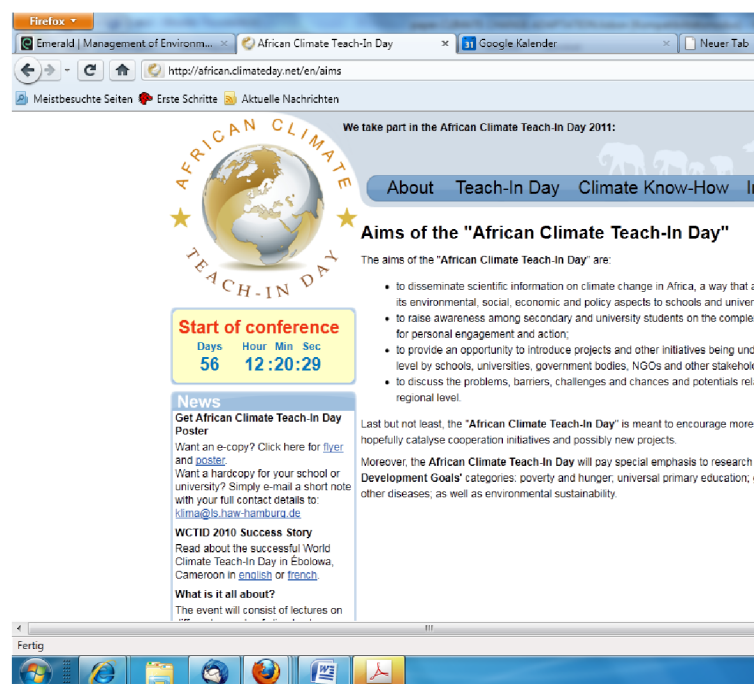 Firefox
Emerald | Management of Environm...
African Climate Teach-In Day
31 Google Kalender
Neuer Tab
http://african.climateday.net/en/aims
Meistbesuchte Seiten Erste Schritte Aktuelle Nachrichten
AFRICAN CLIMATE
TEACH-IN DAY
We take part in the African Climate Teach-In Day 2011:
About Teach-In Day Climate Know-How
Aims of the "African Climate Teach-In Day"
The aims of the "African Climate Teach-In Day" are:
• to disseminate scientific information on climate change in Africa, a way that
its environmental, social, economic and policy aspects to schools and
• to raise awareness among secondary and university students on the
for personal engagement and action;
• to provide an opportunity to introduce projects and other initiatives being
level by schools, universities, government bodies, NGOs and other
• to discuss the problems, barriers, challenges and chances and potentials
regional level.
Last but not least, the "African Climate Teach-In Day" is meant to encourage more
hopefully catalyse cooperation initiatives and possibly new projects.
Moreover, the African Climate Teach-In Day will pay special emphasis to research
Development Goals' categories: poverty and hunger; universal primary education;
other diseases; as well as environmental sustainability.
Start of conference
Days Hour Min Sec
56 12:20:29
News
Get African Climate Teach-In Day
Poster
Want an e-copy? Click here for flyer
and poster.
Want a hardcopy for your school or
university? Simply e-mail a short note
with your full contact details to:
klima@ls.haw-hamburg.de
WCTID 2010 Success Story
Read about the successful World
Climate Teach-In Day in Ébolowa,
Cameroon in english or french.
What is it all about?
The event will consist of lectures on
Fertig